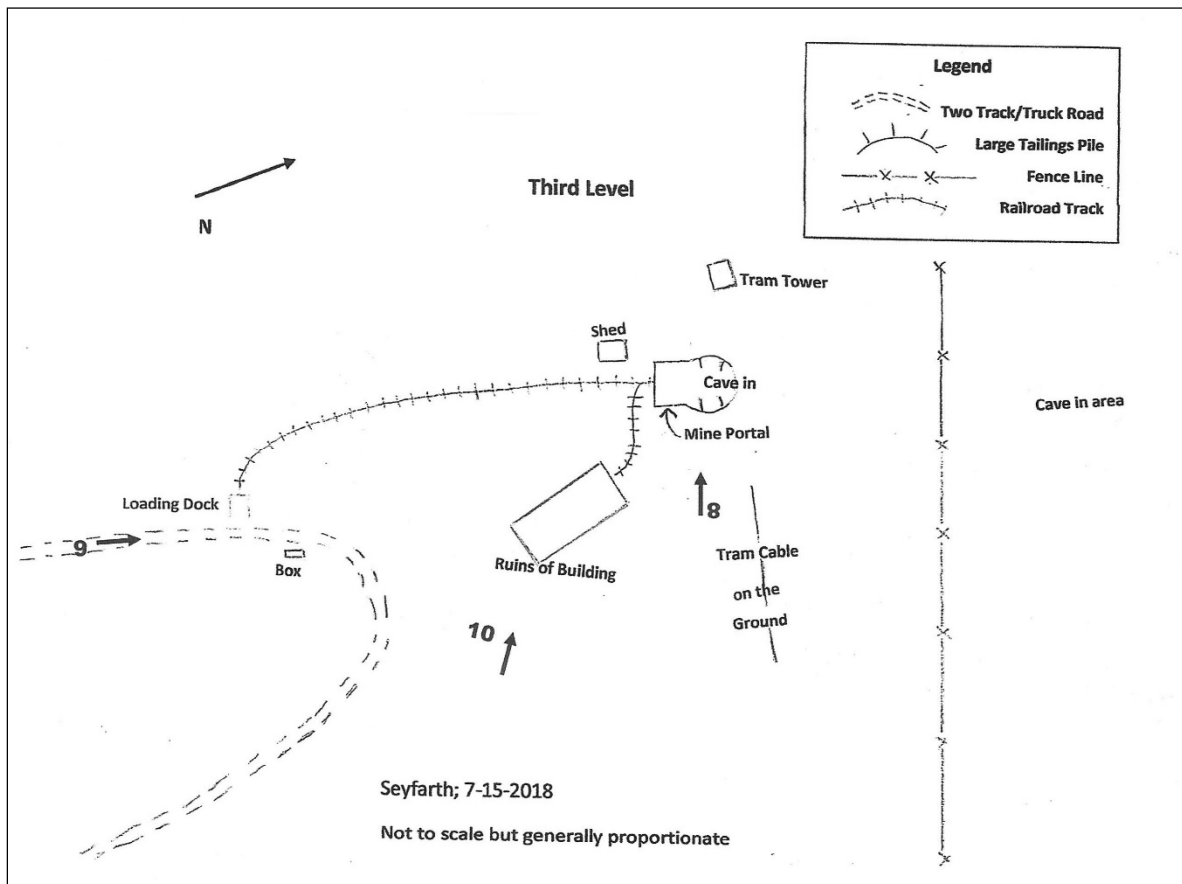 Legend
Two Track/Truck Road
Large Tailings Pile
Fence Line
Railroad Track
N
Third Level
Tram Tower
Shed
Cave in
Cave in area
Mine Portal
Loading Dock
8
9
Box
Ruins of Building
Tram Cable
on the
Ground
10
Seyfarth; 7-15-2018
Not to scale but generally proportionate